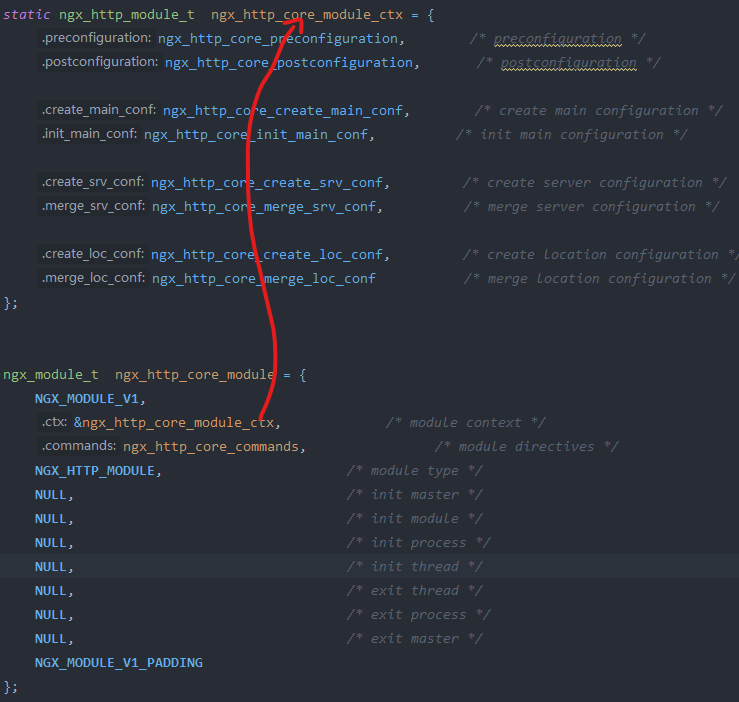 static ngx_http_module_t ngx_http_core_module_ctx = {
.preconfiguration: ngx_http_core_preconfiguration, /* preconfiguration */
.postconfiguration: ngx_http_core_postconfiguration, /* postconfiguration */
.create_main_conf: ngx_http_core_create_main_conf, /* create main configuration */
.init_main_conf: ngx_http_core_init_main_conf, /* init main configuration */
.create_srv_conf: ngx_http_core_create_srv_conf, /* create server configuration */
.merge_srv_conf: ngx_http_core_merge_srv_conf, /* merge server configuration */
.create_loc_conf: ngx_http_core_create_loc_conf, /* create location configuration */
.merge_loc_conf: ngx_http_core_merge_loc_conf /* merge location configuration */
};
ngx_module_t ngx_http_core_module = {
NGX_MODULE_V1,
.ctx: &ngx_http_core_module_ctx, /* module context */
.commands: ngx_http_core_commands, /* module directives */
NGX_HTTP_MODULE, /* module type */
NULL, /* init master */
NULL, /* init module */
NULL, /* init process */
NULL, /* init thread */
NULL, /* exit thread */
NULL, /* exit process */
NULL, /* exit master */
NGX_MODULE_V1_PADDING
};